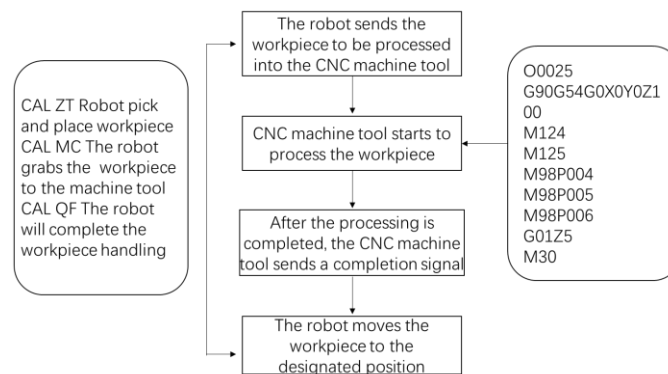 The robot sends the
workpiece to be processed
into the CNC machine tool
CAL ZT Robot pick
and place workpiece
CAL MC The robot
grabs the workpiece
to the machine tool
CAL QF The robot
will complete the
workpiece handling
CNC machine tool starts to
process the workpiece
O0025
G90G54G0X0Y0Z1
00
M124
M125
M98P004
M98P005
M98P006
G01Z5
M30
After the processing is
completed, the CNC machine
tool sends a completion signal
The robot moves the
workpiece to the
designated position